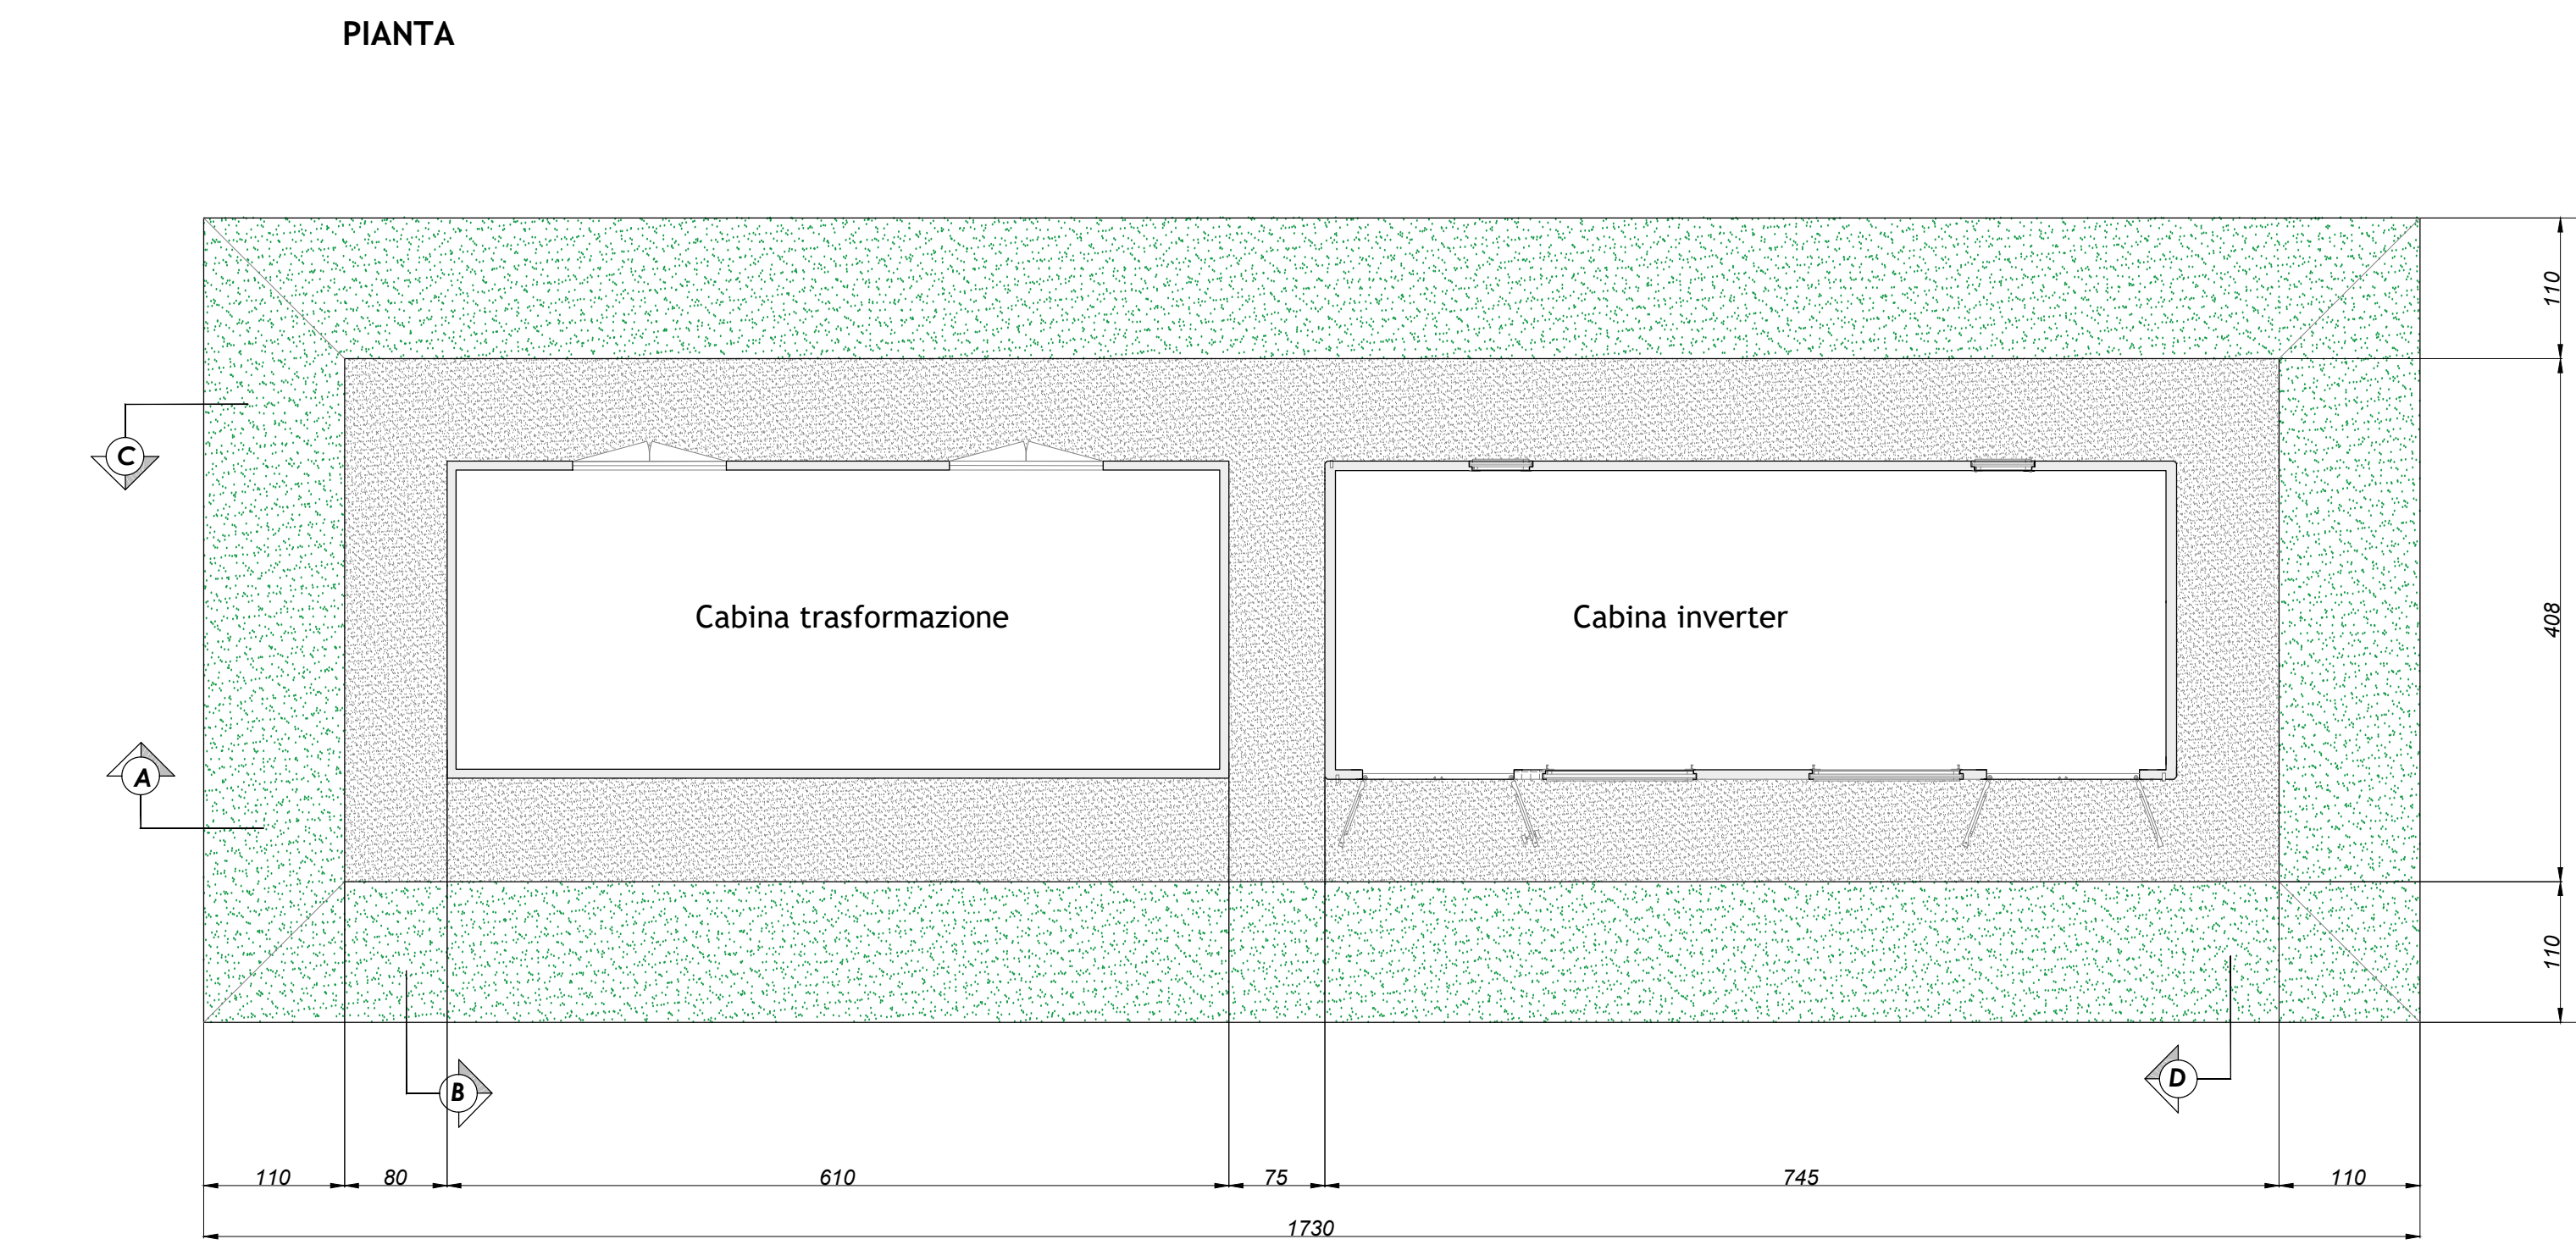 PIANTA
110
C
408
Cabina trasformazione
Cabina inverter
A
110
B
D
110
80
610
75
745
110
1730